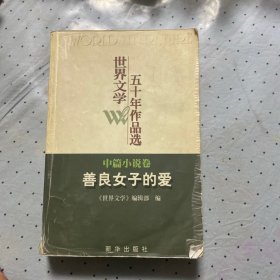 WORLD LITERATURE
世界文学
五十年作品选
W
中篇小说卷
善良女子的爱
《世界文学》编辑部 编
新华出版社